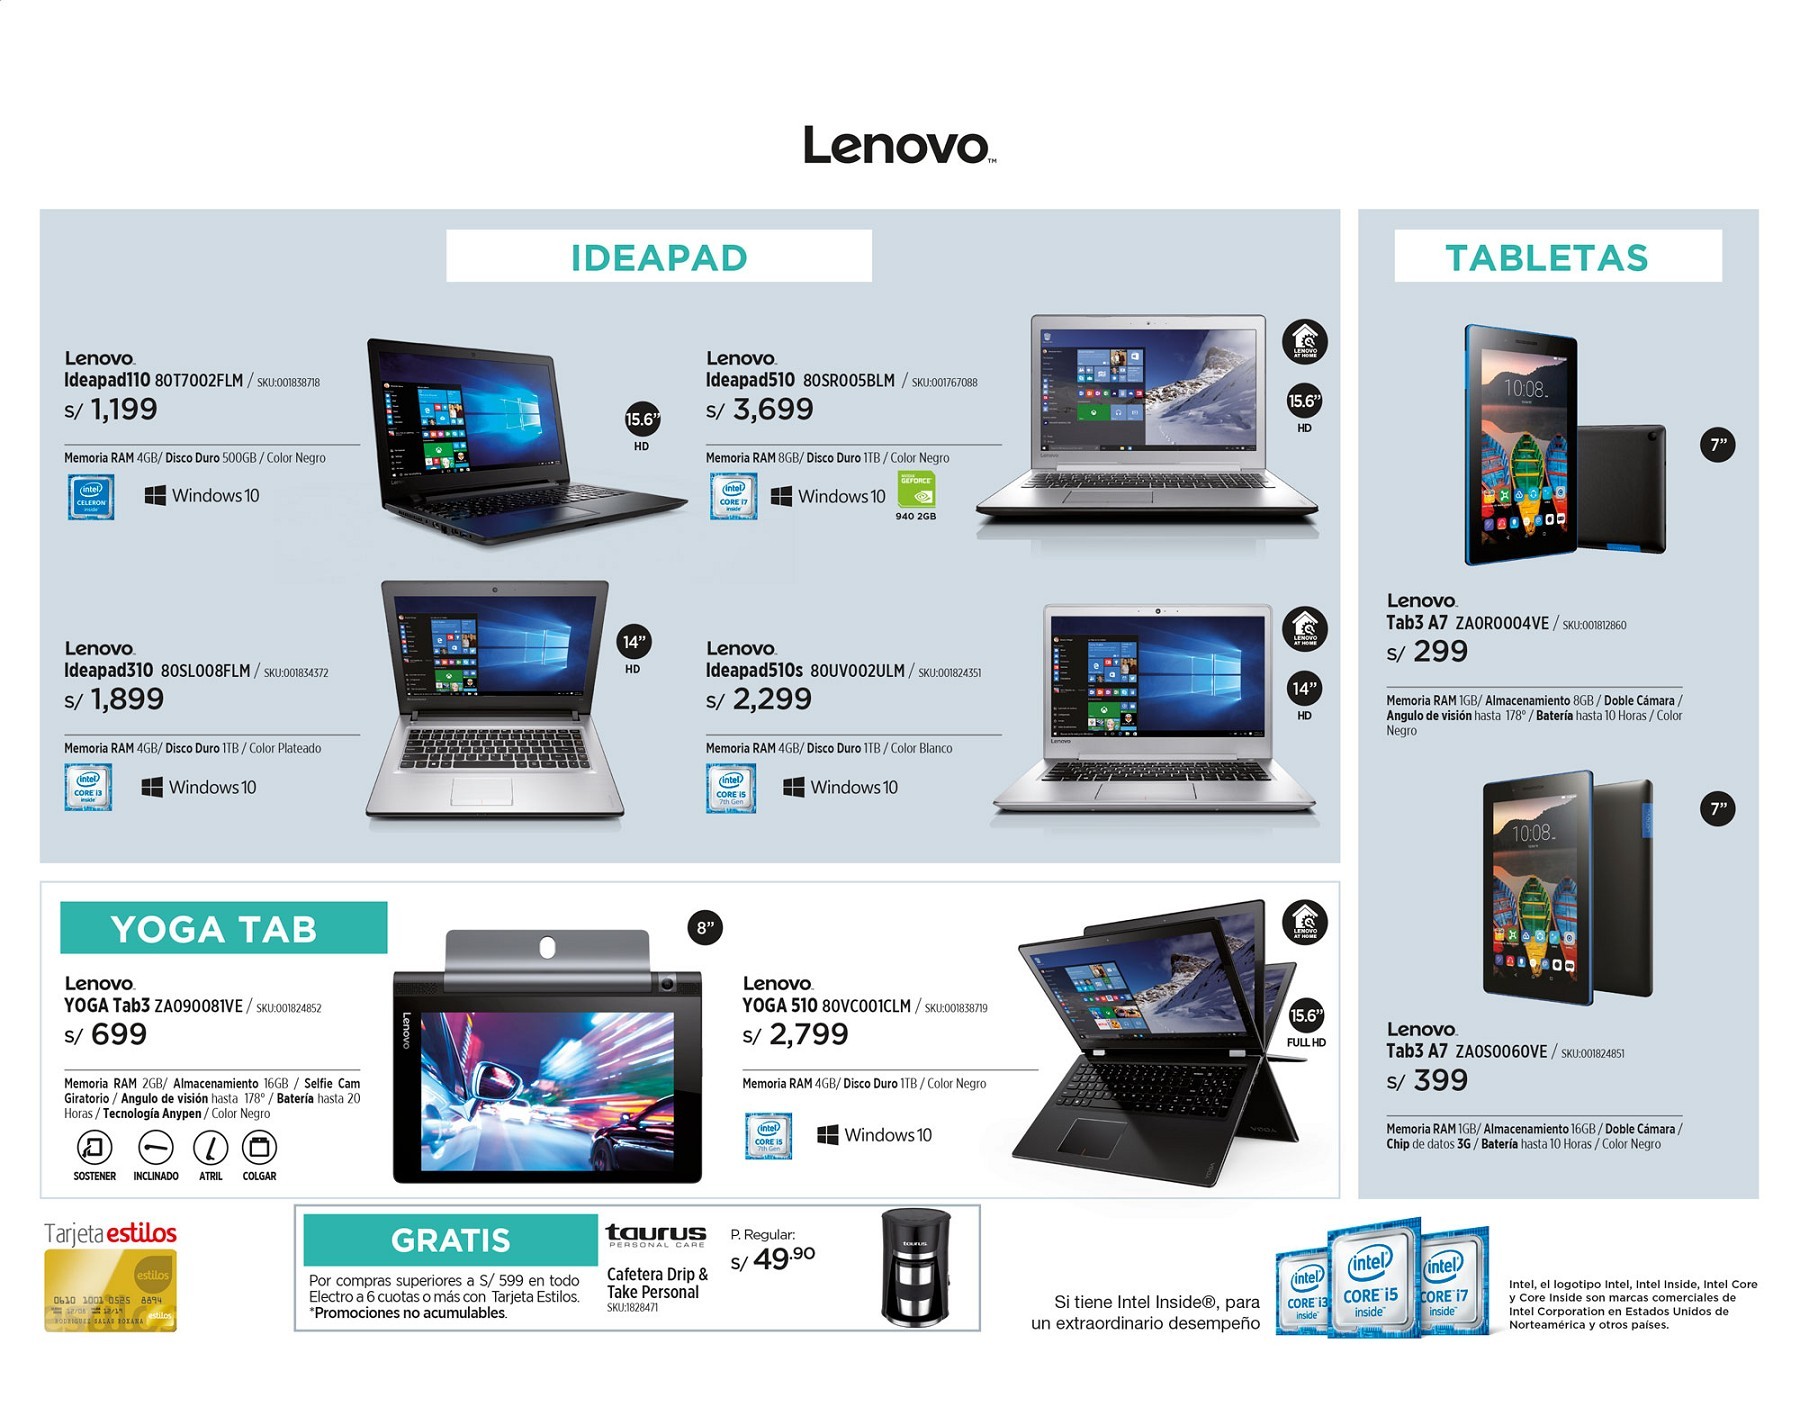 Lenovo™
IDEAPAD
Lenovo
Ideapad110 80T7002FLM / SKU:001838718
S/ 1,199
Memoria RAM 4GB/ Disco Duro 500GB / Color Negro
intel CELERON inside
Windows 10
15.6”
HD
Lenovo
Ideapad510 80SR005BLM / SKU:001767088
S/ 3,699
Memoria RAM 8GB/ Disco Duro 1TB / Color Negro
intel CORE i7 inside
Windows 10
GEFORCE
940 2GB
LENOVO AT HOME
15.6”
HD
Lenovo
Ideapad310 80SL008FLM / SKU:001834372
S/ 1,899
Memoria RAM 4GB/ Disco Duro 1TB / Color Plateado
intel CORE i3 inside
Windows 10
14”
HD
Lenovo
Ideapad510s 80UV002ULM / SKU:001824351
S/ 2,299
Memoria RAM 4GB/ Disco Duro 1TB / Color Blanco
intel CORE i5 7th Gen
Windows 10
LENOVO AT HOME
14”
HD
YOGA TAB
Lenovo
YOGA Tab3 ZA090081VE / SKU:001824852
S/ 699
Memoria RAM 2GB/ Almacenamiento 16GB / Selfie Cam
Giratorio / Angulo de visión hasta 178° / Batería hasta 20
Horas / Tecnología Anypen / Color Negro
SOSTENER INCLINADO ATRIL COLGAR
Lenovo
8”
Lenovo
YOGA 510 80VC001CLM / SKU:001838719
S/ 2,799
Memoria RAM 4GB/ Disco Duro 1TB / Color Negro
intel CORE i5 7th Gen
Windows 10
LENOVO AT HOME
15.6”
FULL HD
TABLETAS
10:08
7”
Lenovo
Tab3 A7 ZA0R0004VE / SKU:001812860
S/ 299
Memoria RAM 1GB/ Almacenamiento 8GB / Doble Cámara /
Angulo de visión hasta 178° / Batería hasta 10 Horas / Color
Negro
10:08
7”
Lenovo
Tab3 A7 ZA0S0060VE / SKU:001824851
S/ 399
Memoria RAM 1GB/ Almacenamiento 16GB / Doble Cámara /
Chip de datos 3G / Batería hasta 10 Horas / Color Negro
Tarjeta estilos
estilos
0610 1001 0525 8894
RODRIGUEZ SALAS ROXANA
estilos
GRATIS
Por compras superiores a S/ 599 en todo
Electro a 6 cuotas o más con Tarjeta Estilos.
*Promociones no acumulables.
taurus
PERSONAL CARE
Cafetera Drip &
Take Personal
SKU:1828471
P. Regular:
S/ 49.90
taurus
Si tiene Intel Inside®, para
un extraordinario desempeño
intel CORE i3 inside™
intel CORE i5 inside™
intel CORE i7 inside™
Intel, el logotipo Intel, Intel Inside, Intel Core
y Core Inside son marcas comerciales de
Intel Corporation en Estados Unidos de
Norteamérica y otros países.